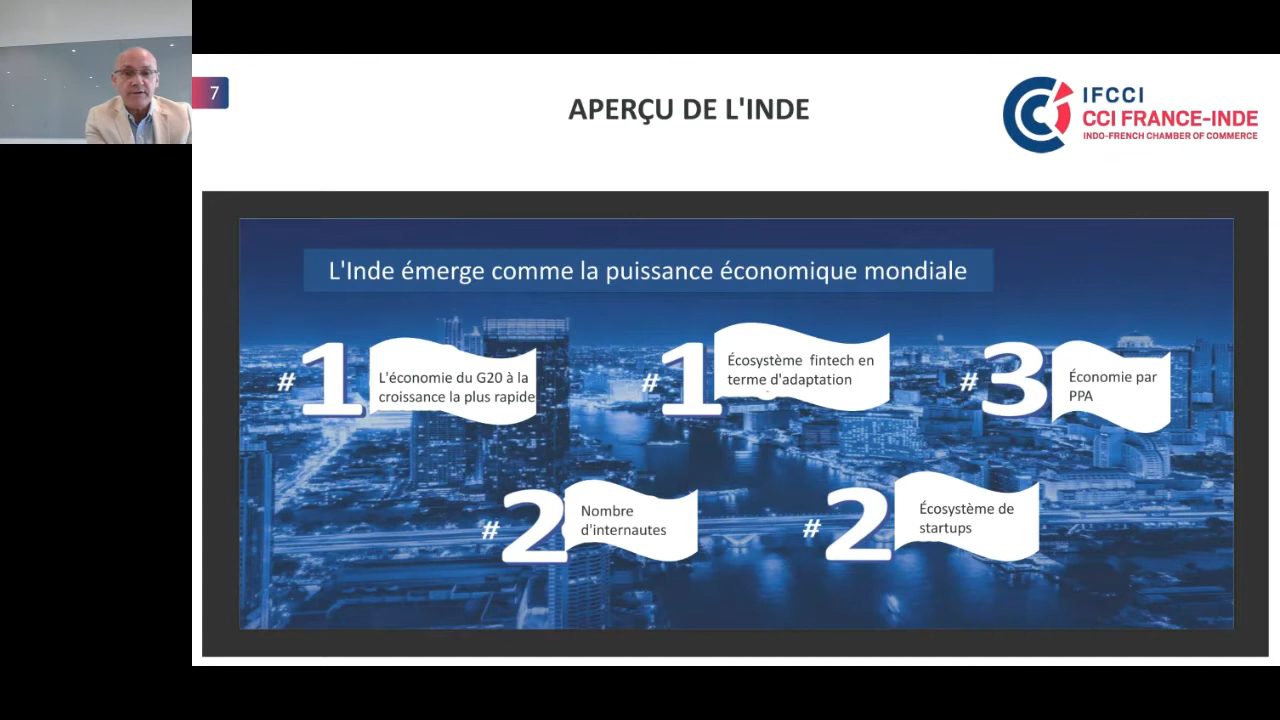 7
APERÇU DE L'INDE
IFCCI
CCI FRANCE-INDE
INDO-FRENCH CHAMBER OF COMMERCE
L'Inde émerge comme la puissance économique mondiale
#1
L'économie du G20 à la
croissance la plus rapide
#1
Écosystème fintech en
terme d'adaptation
#3
Économie par
PPA
#2
Nombre
d'internautes
#2
Écosystème de
startups